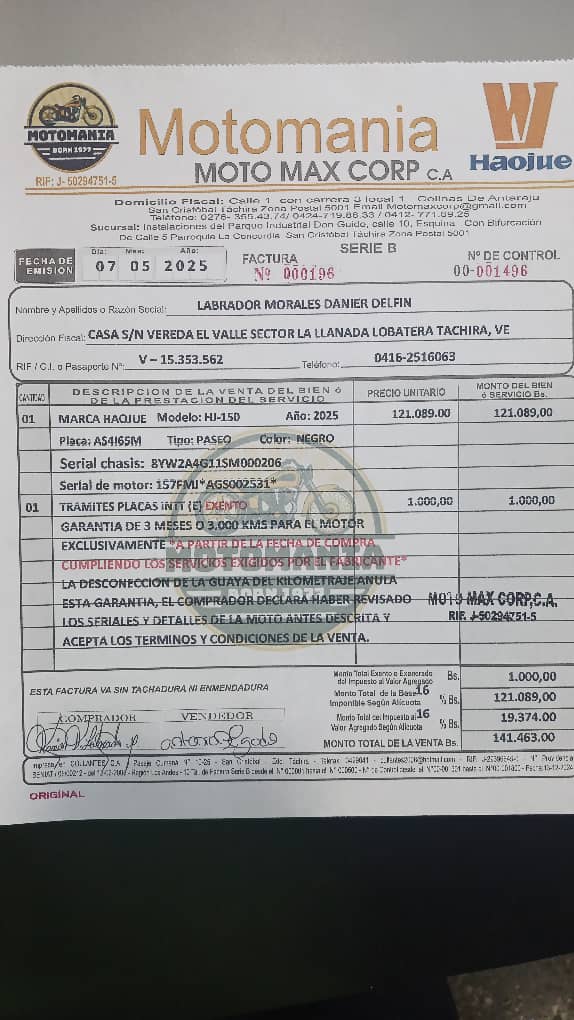 MOTOMANIA
BORN 1977
RIF: J- 50294751-5
Motomania
MOTO MAX CORP C.A
Haojue
Domicilio Fiscal: Calle 1 con carrera 3 local 1 Colinas De Antaraju
San Cristóbal Táchira Zona Postal 5001 Email Motomaxcorp@gmail.com
Teléfono: 0276- 355.43.74/ 0424-719.86.33 / 0412- 771.69.25
Sucursal: Instalaciones del Parque Industrial Don Guido, calle 10, Esquina Con Bifurcación
De Calle 5 Parroquia La Concordia San Cristóbal Táchira Zona Postal 5001
FECHA DE EMISIÓN
Día: Mes: Año:
07 05 2025
FACTURA
Nº 000196
SERIE B
Nº DE CONTROL
00-001496
Nombre y Apellidos o Razón Social: LABRADOR MORALES DANIER DELFIN
Dirección Fiscal: CASA S/N VEREDA EL VALLE SECTOR LA LLANADA LOBATERA TACHIRA, VE
RIF / C.I. o Pasaporte Nº: V – 15.353.562 Teléfono: 0416-2516063
CANTIDAD DESCRIPCION DE LA VENTA DEL BIEN ó DE LA PRESTACION DEL SERVICIO PRECIO UNITARIO MONTO DEL BIEN ó SERVICIO Bs.
01 MARCA HAOJUE Modelo: HJ-150 Año: 2025 121.089,00 121.089,00
Placa: AS4I65M Tipo: PASEO Color: NEGRO
Serial chasis: 8YW2A4G11SM000206
Serial de motor: 157FMI*AGS002531*
01 TRAMITES PLACAS INTT (E) EXENTO 1.000,00 1.000,00
GARANTIA DE 3 MESES O 3.000 KMS PARA EL MOTOR
EXCLUSIVAMENTE *A PARTIR DE LA FECHA DE COMPRA
CUMPLIENDO LOS SERVICIOS EXIGIDOS POR EL FABRICANTE*
LA DESCONECION DE LA GUAYA DEL KILOMETRAJE ANULA
ESTA GARANTIA, EL COMPRADOR DECLARA HABER REVISADO
LOS SERIALES Y DETALLES DE LA MOTO ANTES DESCRITA Y
ACEPTA LOS TERMINOS Y CONDICIONES DE LA VENTA.
MOTO MAX CORP,C.A.
RIF. J-50294751-5
MOTOMANIA
BORN 1977
ESTA FACTURA VA SIN TACHADURA NI ENMENDADURA
COMPRADOR VENDEDOR
Monto Total Exento o Exonerado del Impuesto al Valor Agregado Bs. 1.000,00
Monto Total de la Base Imponible Según Alicuota 16 % Bs. 121.089,00
Monto Total del Impuesto al Valor Agregado Según Alicuota 16 % Bs. 19.374.00
MONTO TOTAL DE LA VENTA Bs. 141.463.00
ORIGINAL